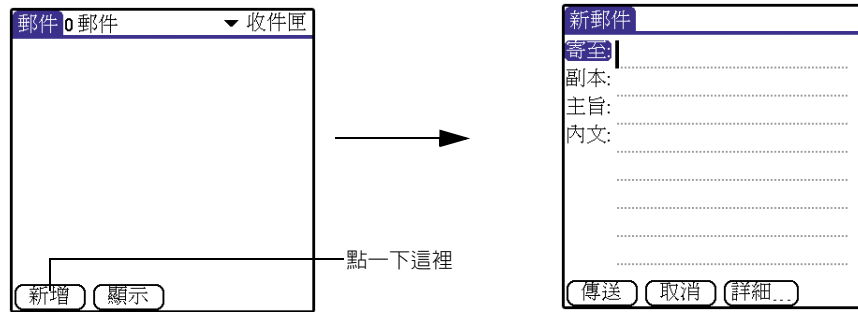 郵件 0 郵件 收件匣
點一下這裡
新增 顯示
新郵件
寄至:
副本:
主旨:
內文:
傳送 取消 詳細...